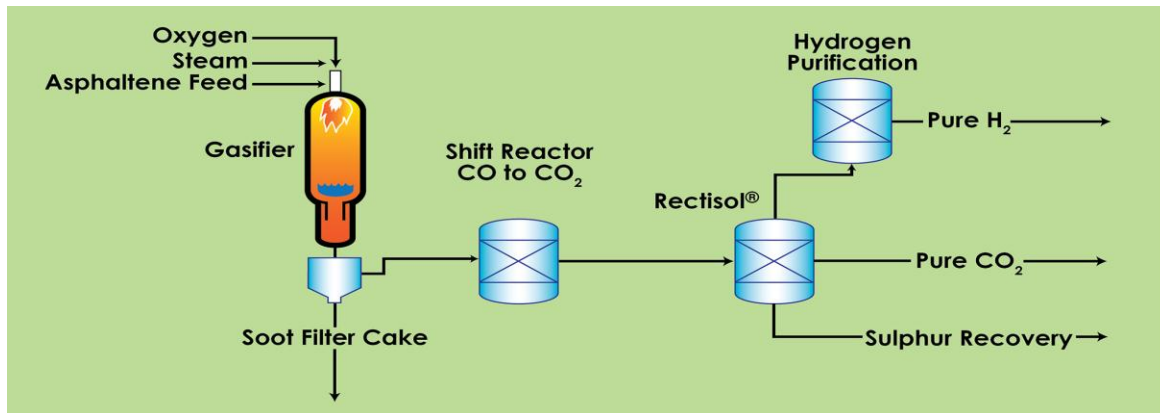 Oxygen
Steam
Asphaltene Feed
Gasifier
Shift Reactor
CO to CO₂
Rectisol®
Hydrogen
Purification
Pure H₂
Pure CO₂
Sulphur Recovery
Soot Filter Cake